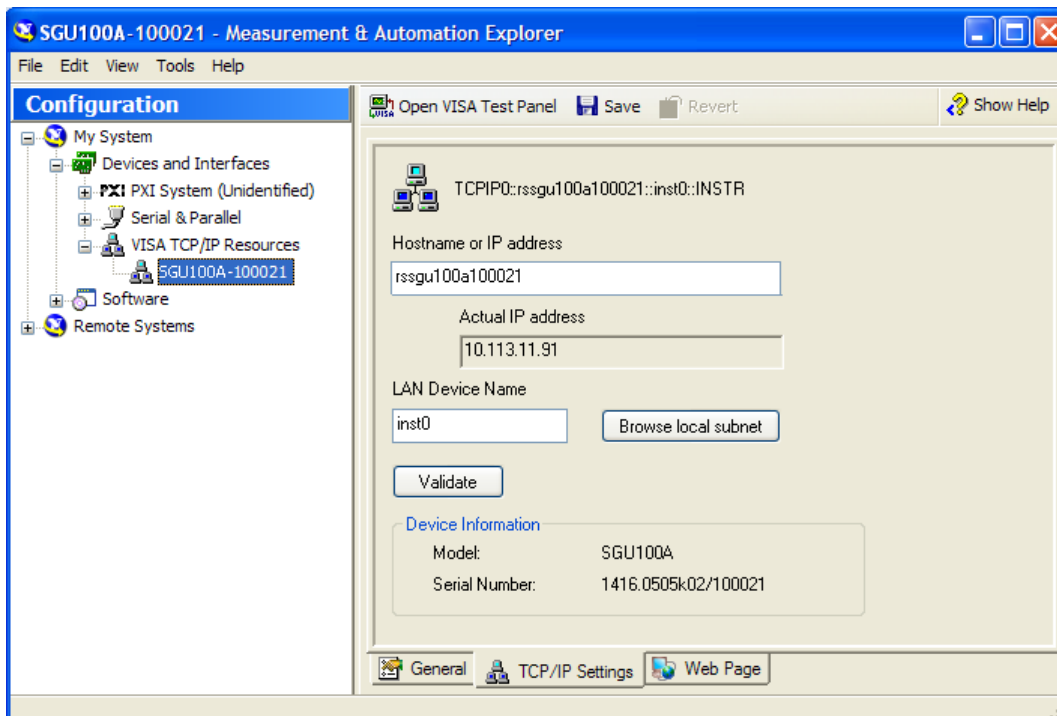 SGU100A-100021 - Measurement & Automation Explorer
File Edit View Tools Help
Configuration
My System
Devices and Interfaces
PXI PXI System (Unidentified)
Serial & Parallel
VISA TCP/IP Resources
SGU100A-100021
Software
Remote Systems
VISA Open VISA Test Panel Save Revert Show Help
TCPIP0::rssgu100a100021::inst0::INSTR
Hostname or IP address
rssgu100a100021
Actual IP address
10.113.11.91
LAN Device Name
inst0 Browse local subnet
Validate
Device Information
Model: SGU100A
Serial Number: 1416.0505k02/100021
General TCP/IP Settings Web Page